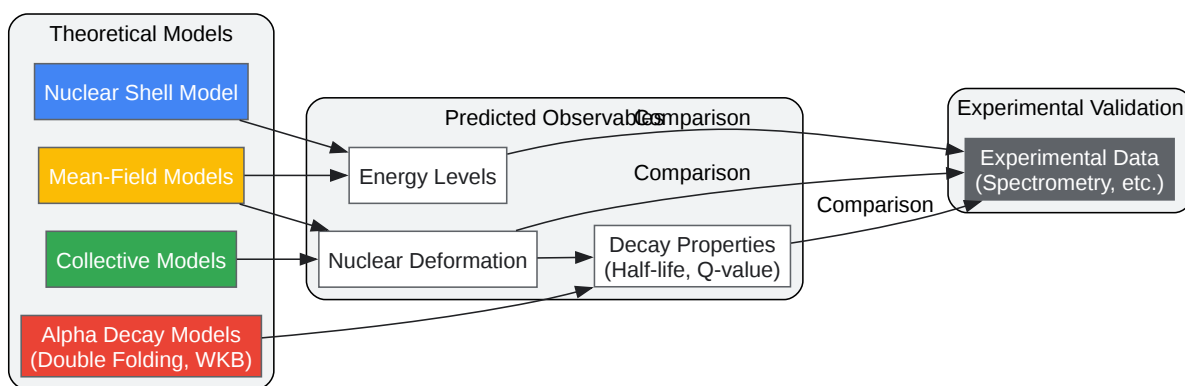 Theoretical Models
Nuclear Shell Model
Mean-Field Models
Collective Models
Alpha Decay Models
(Double Folding, WKB)
Predicted Observables
Energy Levels
Nuclear Deformation
Decay Properties
(Half-life, Q-value)
Comparison
Comparison
Comparison
Experimental Validation
Experimental Data
(Spectrometry, etc.)